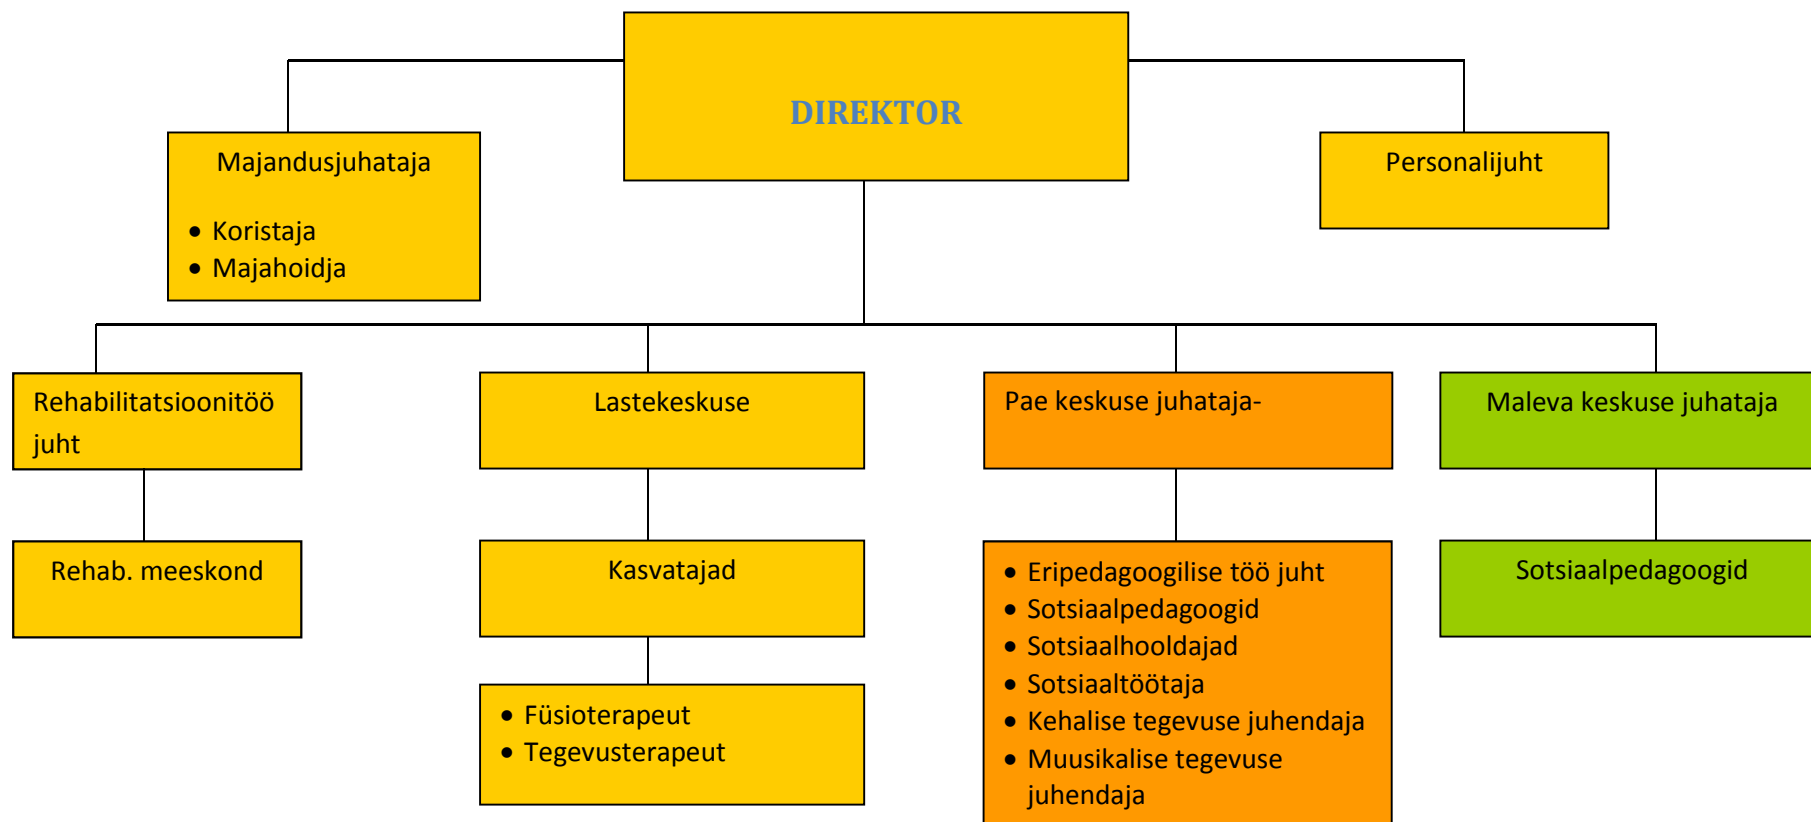 DIREKTOR
Majandusjuhataja
• Koristaja
• Majahoidja
Personalijuht
Rehabilitatsioonitöö
juht
Lastekeskuse
Pae keskuse juhataja-
Maleva keskuse juhataja
Rehab. meeskond
Kasvatajad
• Eripedagoogilise töö juht
• Sotsiaalpedagoogid
• Sotsiaalhooldajad
• Sotsiaaltöötaja
• Kehalise tegevuse juhendaja
• Muusikalise tegevuse
juhendaja
Sotsiaalpedagoogid
• Füsioterapeut
• Tegevusterapeut